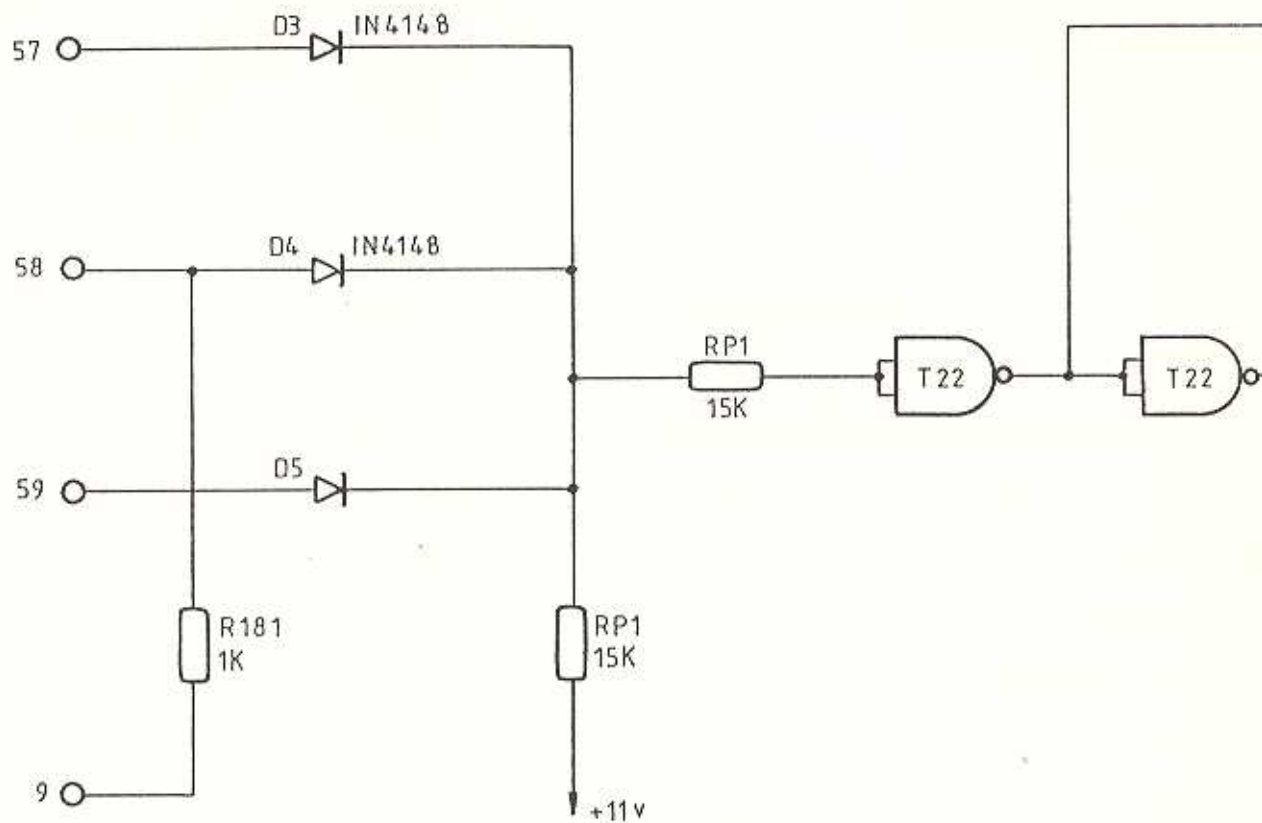 57
D3
IN4148
58
D4
IN4148
RP1
15K
T22
T22
59
D5
R181
1K
RP1
15K
9
+11v